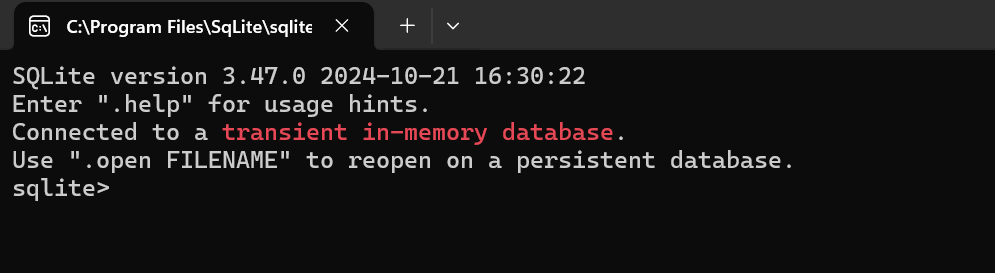 C:\Program Files\SqLite\sqlite
SQLite version 3.47.0 2024-10-21 16:30:22
Enter ".help" for usage hints.
Connected to a transient in-memory database.
Use ".open FILENAME" to reopen on a persistent database.
sqlite>